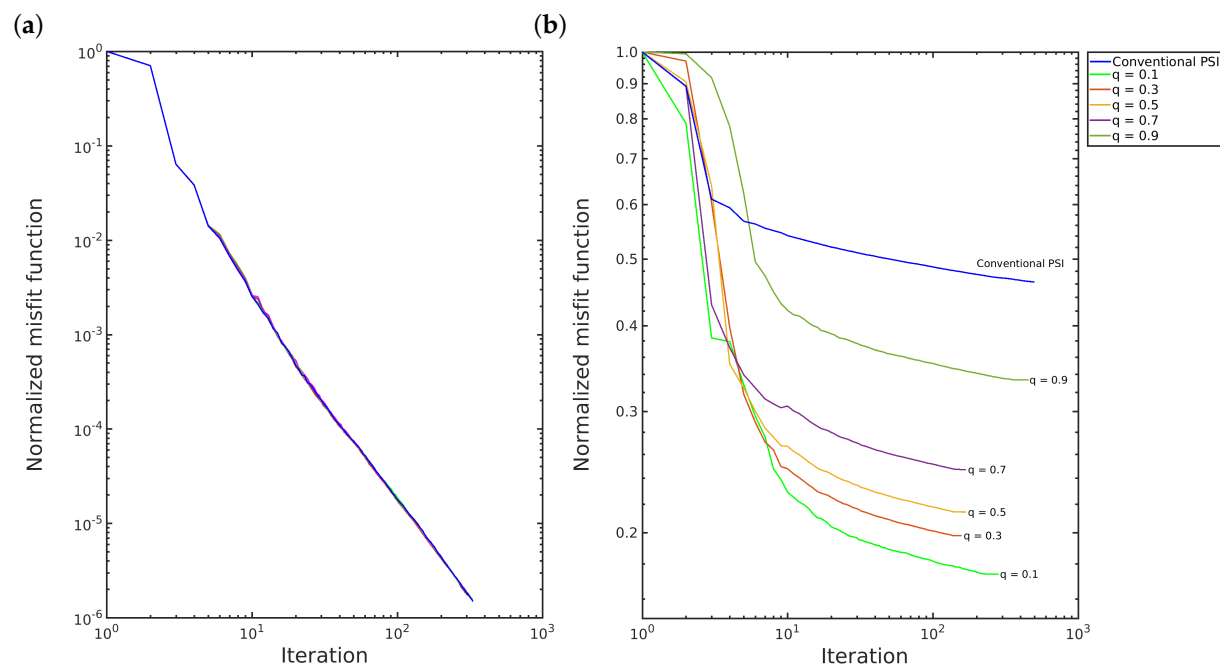 (a)
Normalized misfit function
10^0
10^-1
10^-2
10^-3
10^-4
10^-5
10^-6
10^0 10^1 10^2 10^3
Iteration
(b)
Normalized misfit function
1.0
0.9
0.8
0.7
0.6
0.5
0.4
0.3
0.2
10^0 10^1 10^2 10^3
Iteration
Conventional PSI
q = 0.9
q = 0.7
q = 0.5
q = 0.3
q = 0.1
Conventional PSI
q = 0.1
q = 0.3
q = 0.5
q = 0.7
q = 0.9